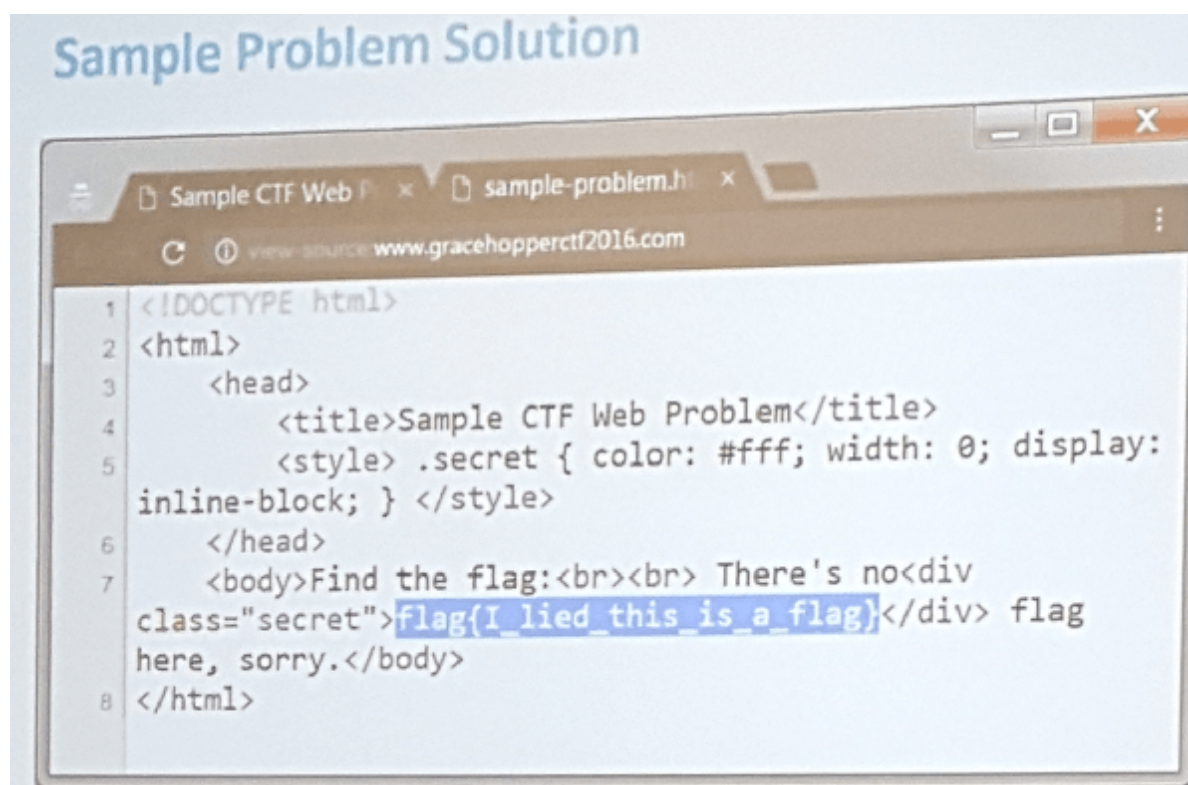 Sample Problem Solution
Sample CTF Web P
sample-problem.ht
view-source:www.gracehopperctf2016.com
1 <!DOCTYPE html>
2 <html>
3 <head>
4 <title>Sample CTF Web Problem</title>
5 <style> .secret { color: #fff; width: 0; display:
inline-block; } </style>
6 </head>
7 <body>Find the flag:<br><br> There's no<div
class="secret">flag{I_lied_this_is_a_flag}</div> flag
here, sorry.</body>
8 </html>